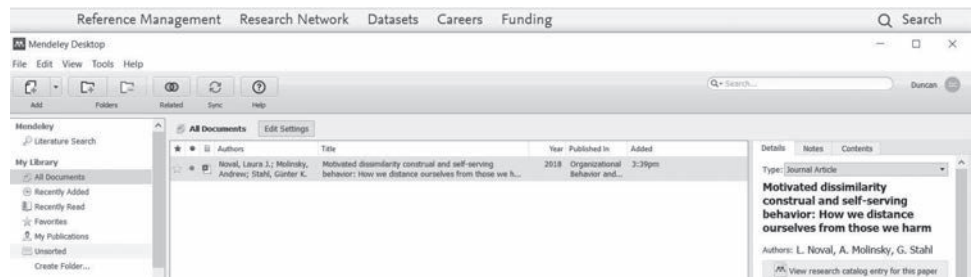 Reference Management Research Network Datasets Careers Funding Search
Mendeley Desktop
File Edit View Tools Help
Search... Duncan
Add Folders Related Sync Help
Mendeley
Literature Search
My Library
All Documents
Recently Added
Recently Read
Favorites
My Publications
Unsorted
Create Folder...
All Documents Edit Settings
Authors Title Year Published In Added
Noval, Laura J.; Molinsky, Motivated dissimilarity construal and self-serving 2018 Organizational 3:39pm
Andrew; Stahl, Günter K. behavior: How we distance ourselves from those we h... Behavior and...
Details Notes Contents
Type: Journal Article
Motivated dissimilarity
construal and self-serving
behavior: How we distance
ourselves from those we harm
Authors: L. Noval, A. Molinsky, G. Stahl
View research catalog entry for this paper